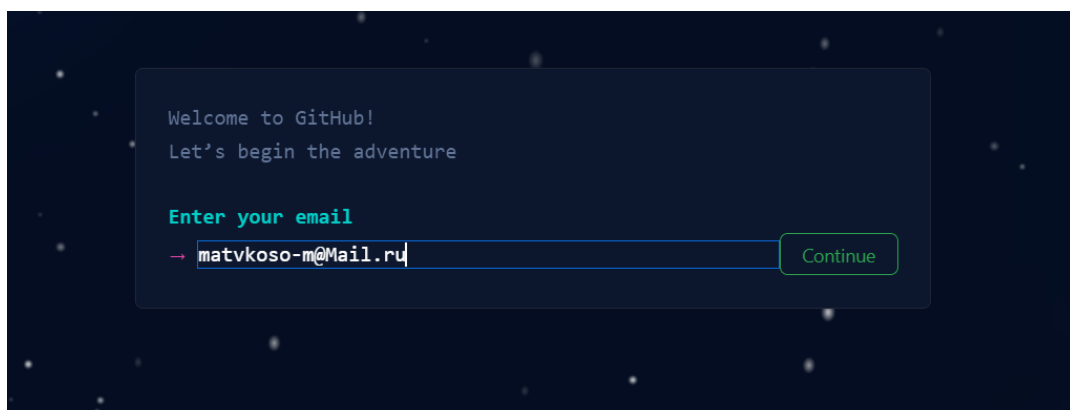 Welcome to GitHub!
Let’s begin the adventure
Enter your email
→ matvkoso-m@Mail.ru Continue